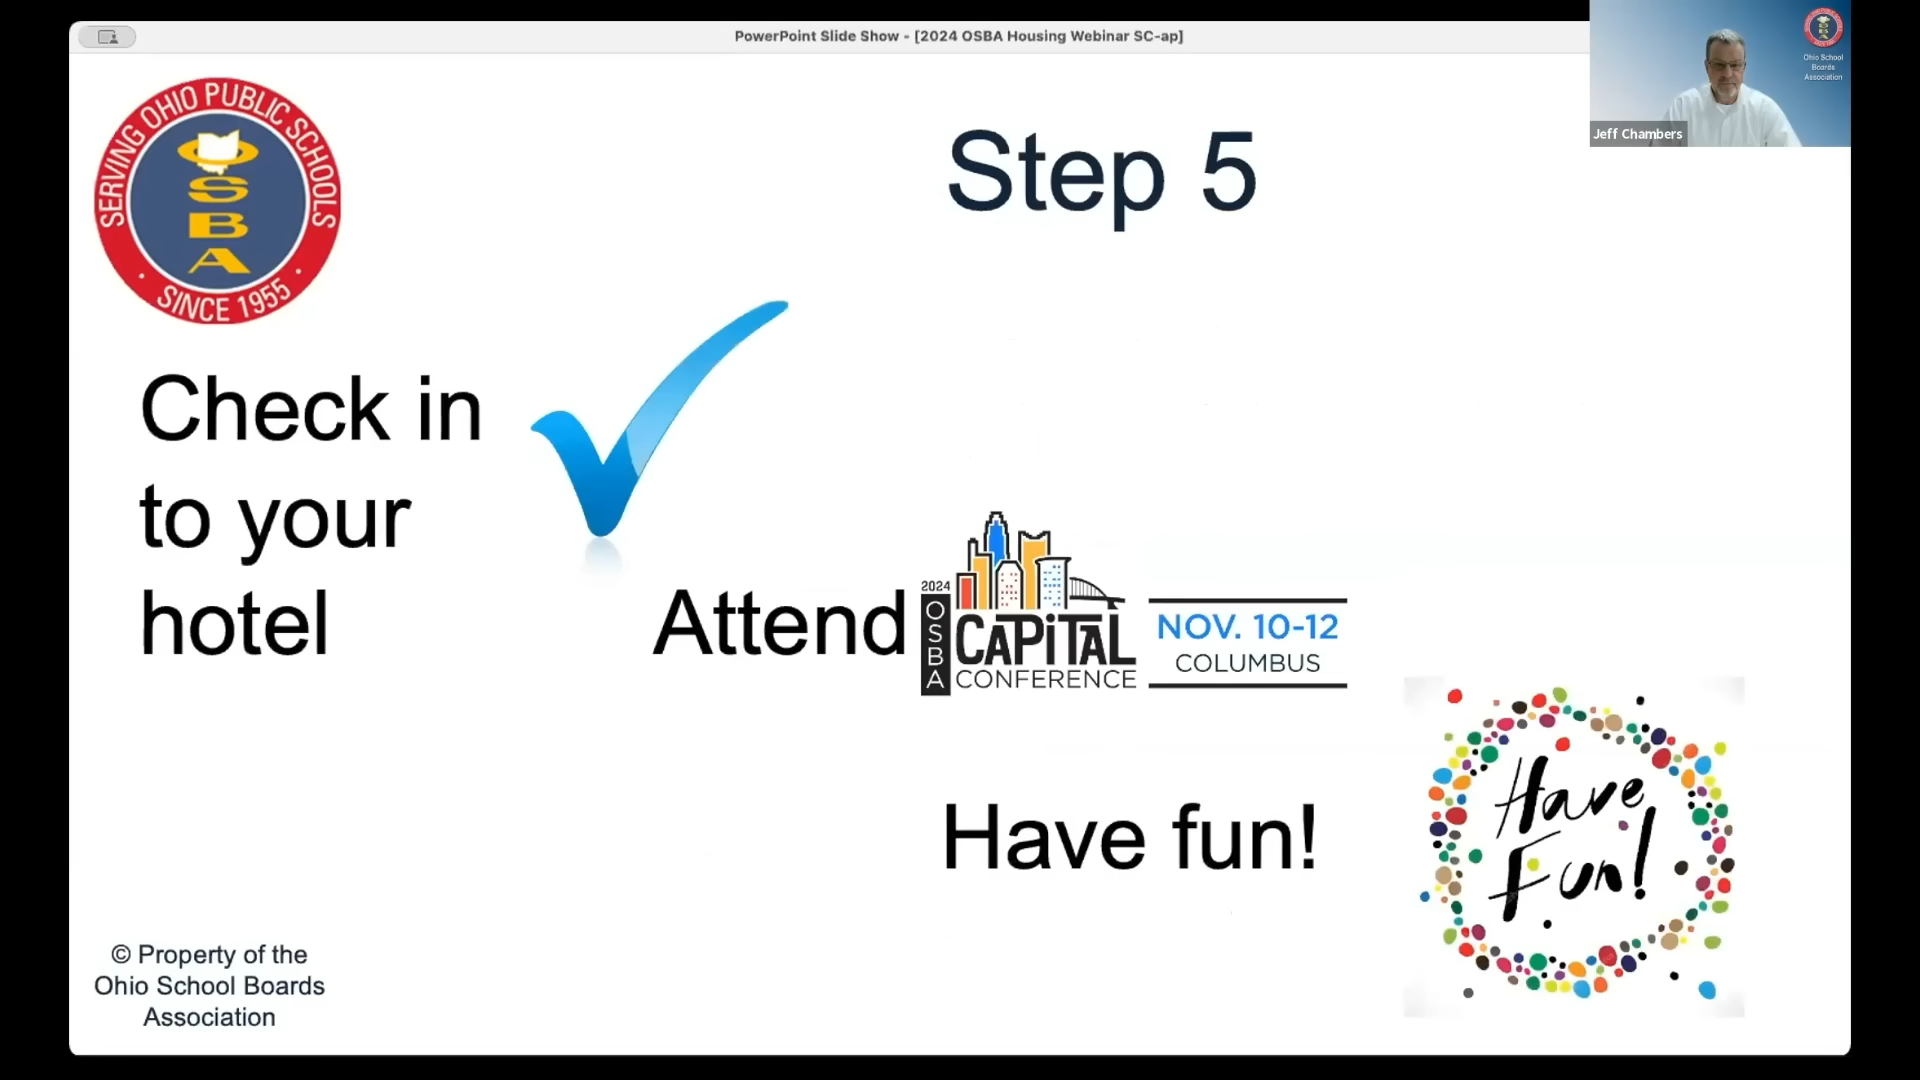 PowerPoint Slide Show - [2024 OSBA Housing Webinar SC-ap]
Ohio School
Boards
Association
Jeff Chambers
SERVING OHIO PUBLIC SCHOOLS
OSBA
SINCE 1955
Step 5
Check in
to your
hotel
Attend
2024
OSBA
CAPiTAL
CONFERENCE
NOV. 10-12
COLUMBUS
Have fun!
Have
Fun!
© Property of the
Ohio School Boards
Association